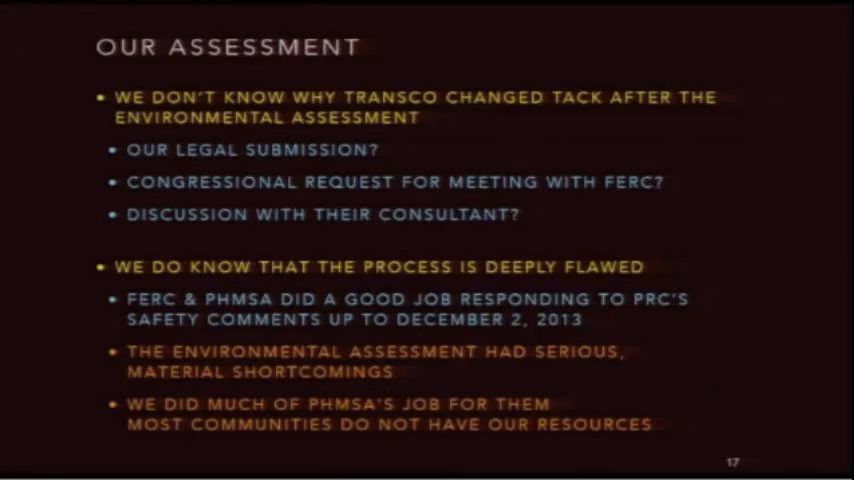 OUR ASSESSMENT
• WE DON'T KNOW WHY TRANSCO CHANGED TACK AFTER THE
ENVIRONMENTAL ASSESSMENT
• OUR LEGAL SUBMISSION?
• CONGRESSIONAL REQUEST FOR MEETING WITH FERC?
• DISCUSSION WITH THEIR CONSULTANT?
• WE DO KNOW THAT THE PROCESS IS DEEPLY FLAWED
• FERC & PHMSA DID A GOOD JOB RESPONDING TO PRC'S
SAFETY COMMENTS UP TO DECEMBER 2, 2013
• THE ENVIRONMENTAL ASSESSMENT HAD SERIOUS,
MATERIAL SHORTCOMINGS
• WE DID MUCH OF PHMSA'S JOB FOR THEM
MOST COMMUNITIES DO NOT HAVE OUR RESOURCES
17